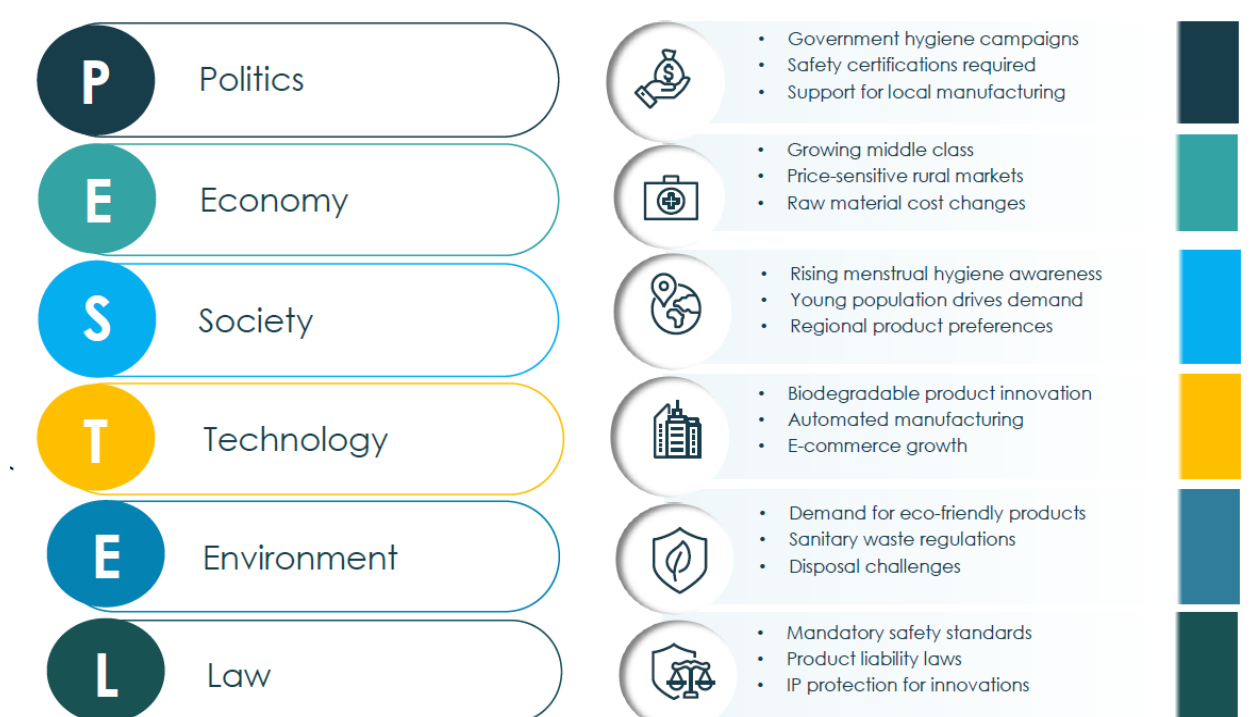 P
Politics
• Government hygiene campaigns
• Safety certifications required
• Support for local manufacturing
E
Economy
• Growing middle class
• Price-sensitive rural markets
• Raw material cost changes
S
Society
• Rising menstrual hygiene awareness
• Young population drives demand
• Regional product preferences
T
Technology
• Biodegradable product innovation
• Automated manufacturing
• E-commerce growth
E
Environment
• Demand for eco-friendly products
• Sanitary waste regulations
• Disposal challenges
L
Law
• Mandatory safety standards
• Product liability laws
• IP protection for innovations